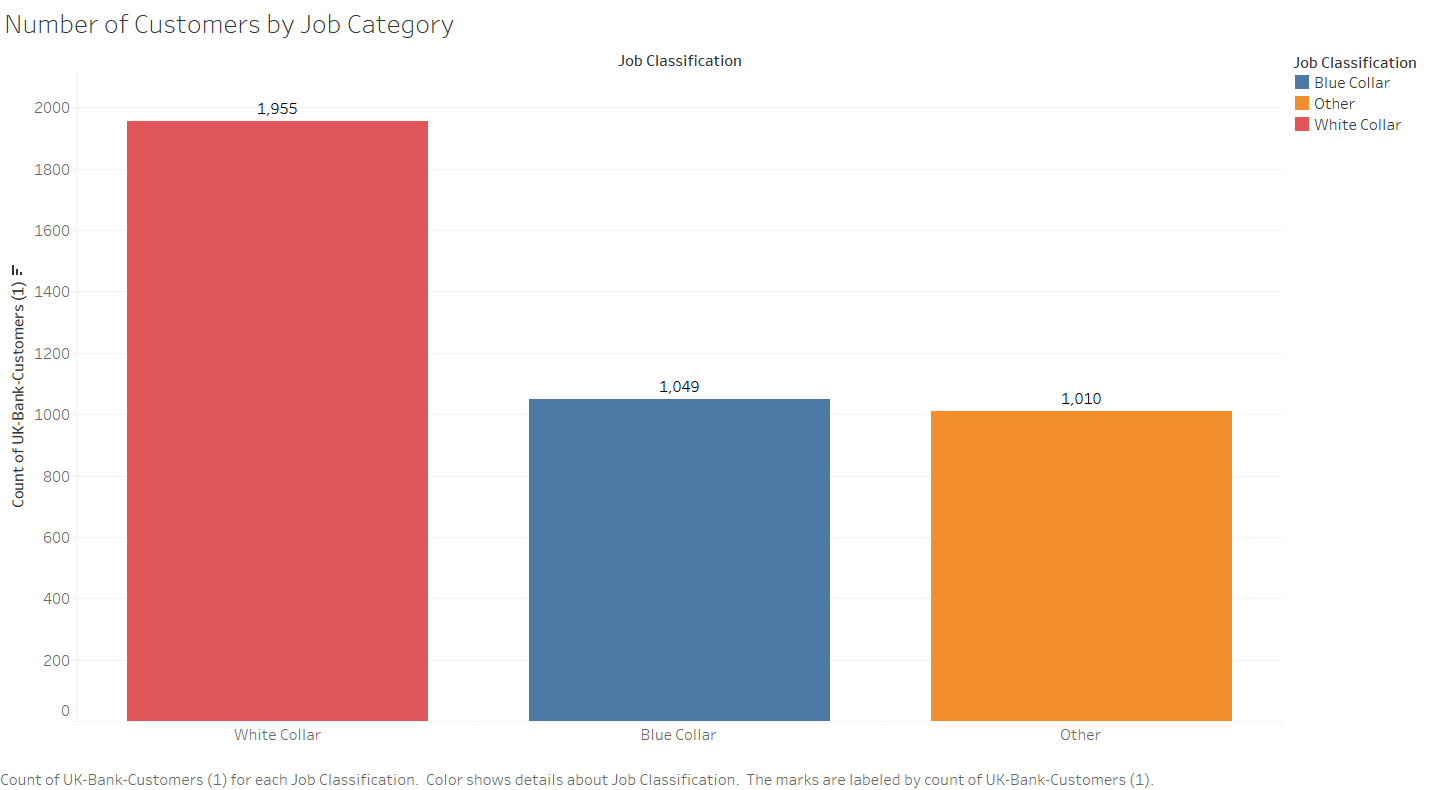 Number of Customers by Job Category
Job Classification
Count of UK-Bank-Customers (1)
2000
1800
1600
1400
1200
1000
800
600
400
200
0
1,955
1,049
1,010
White Collar
Blue Collar
Other
Job Classification
Blue Collar
Other
White Collar
Count of UK-Bank-Customers (1) for each Job Classification.  Color shows details about Job Classification.  The marks are labeled by count of UK-Bank-Customers (1).